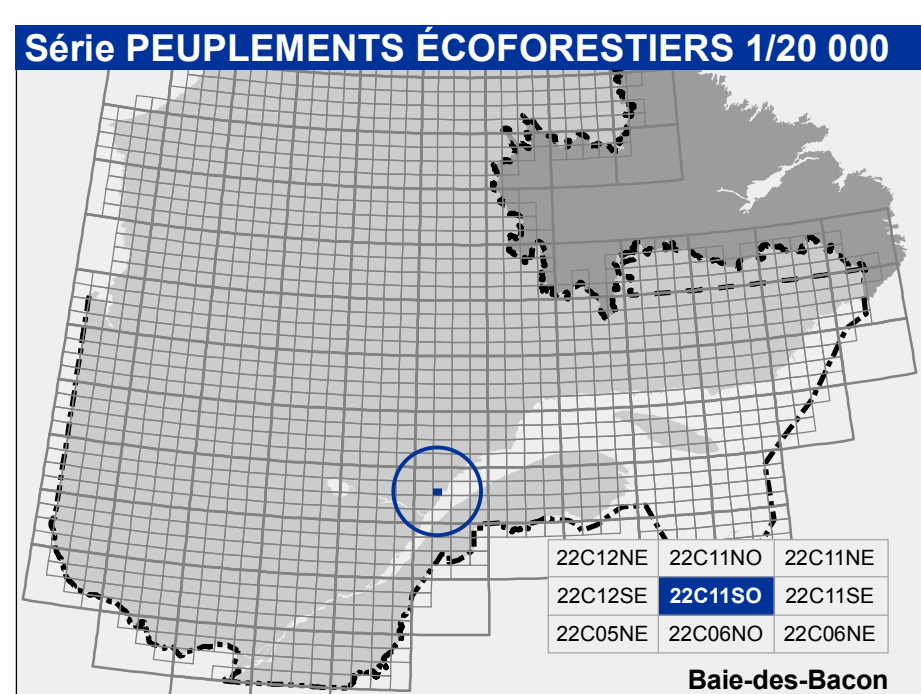 Série PEUPLEMENTS ÉCOFORESTIERS 1/20 000
22C12NE 22C11NO 22C11NE
22C12SE 22C11SO 22C11SE
22C05NE 22C06NO 22C06NE
Baie-des-Bacon